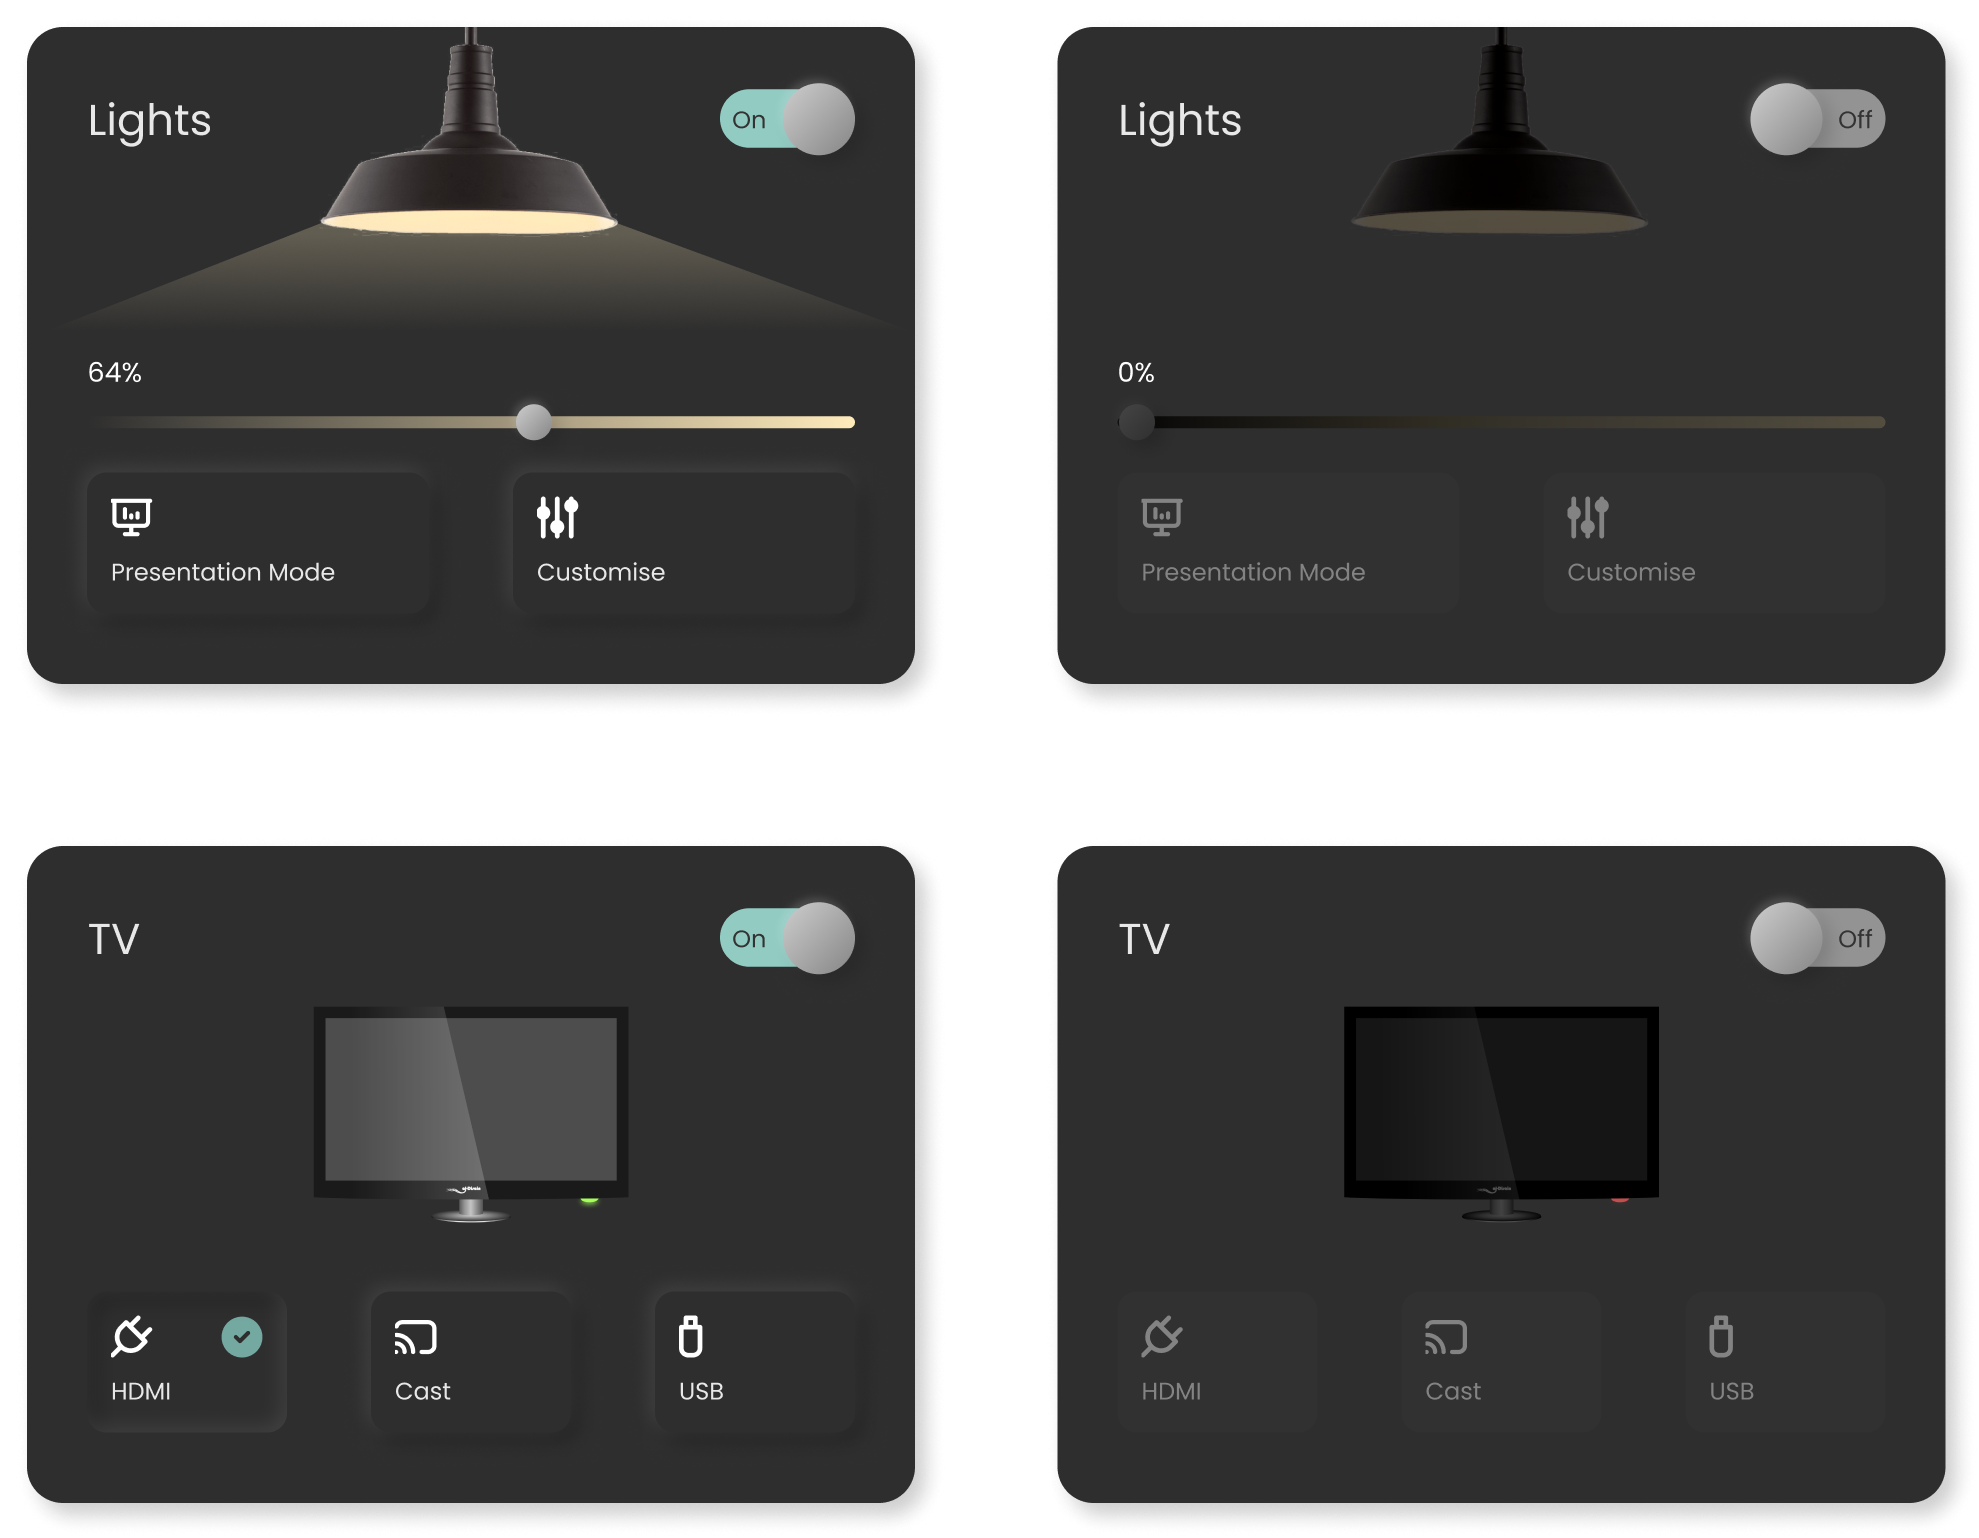 Lights
On
64%
Presentation Mode
Customise
Lights
Off
0%
Presentation Mode
Customise
TV
On
HDMI
Cast
USB
TV
Off
HDMI
Cast
USB